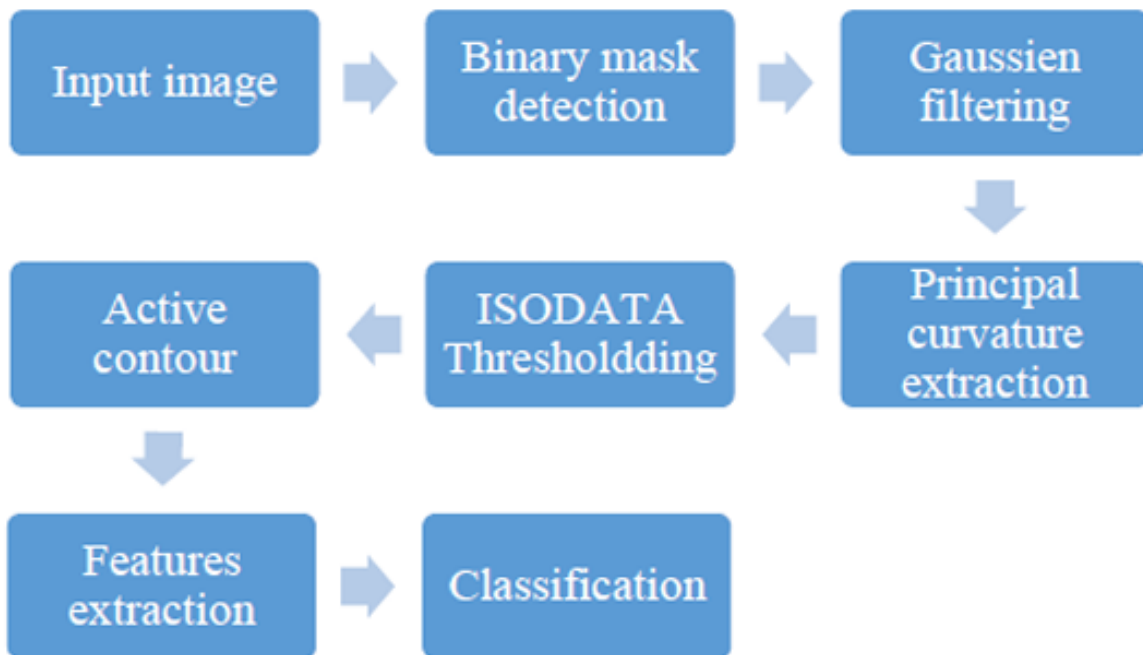 Input image
Binary mask
detection
Gaussien
filtering
Principal
curvature
extraction
ISODATA
Thresholdding
Active
contour
Features
extraction
Classification